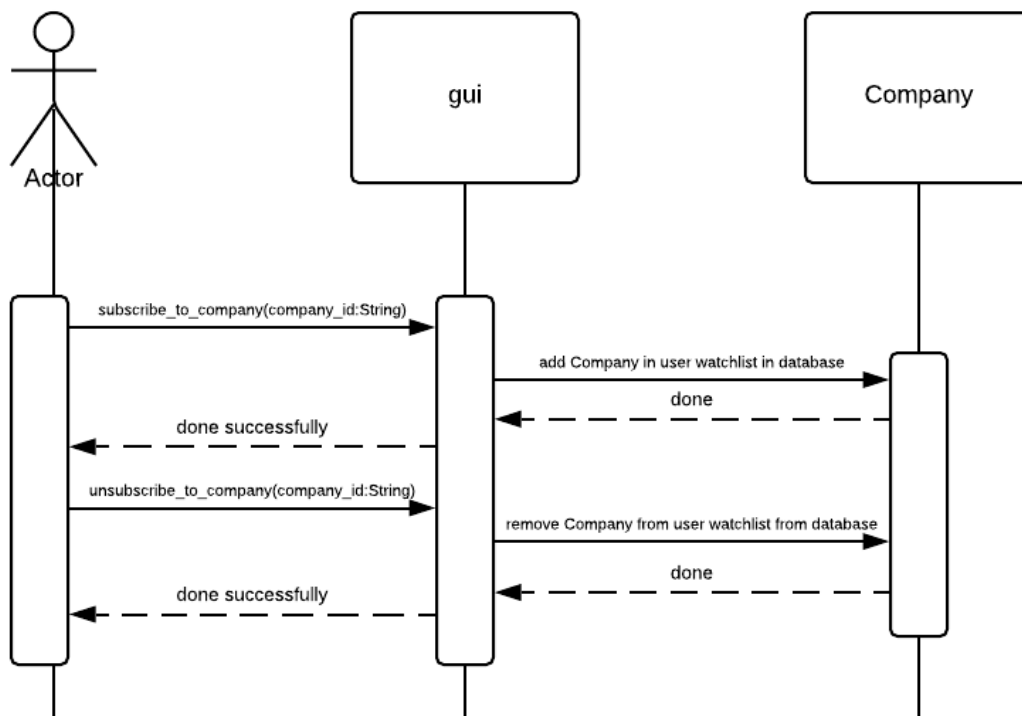 gui
Company
Actor
subscribe_to_company(company_id:String)
add Company in user watchlist in database
done
done successfully
unsubscribe_to_company(company_id:String)
remove Company from user watchlist from database
done
done successfully